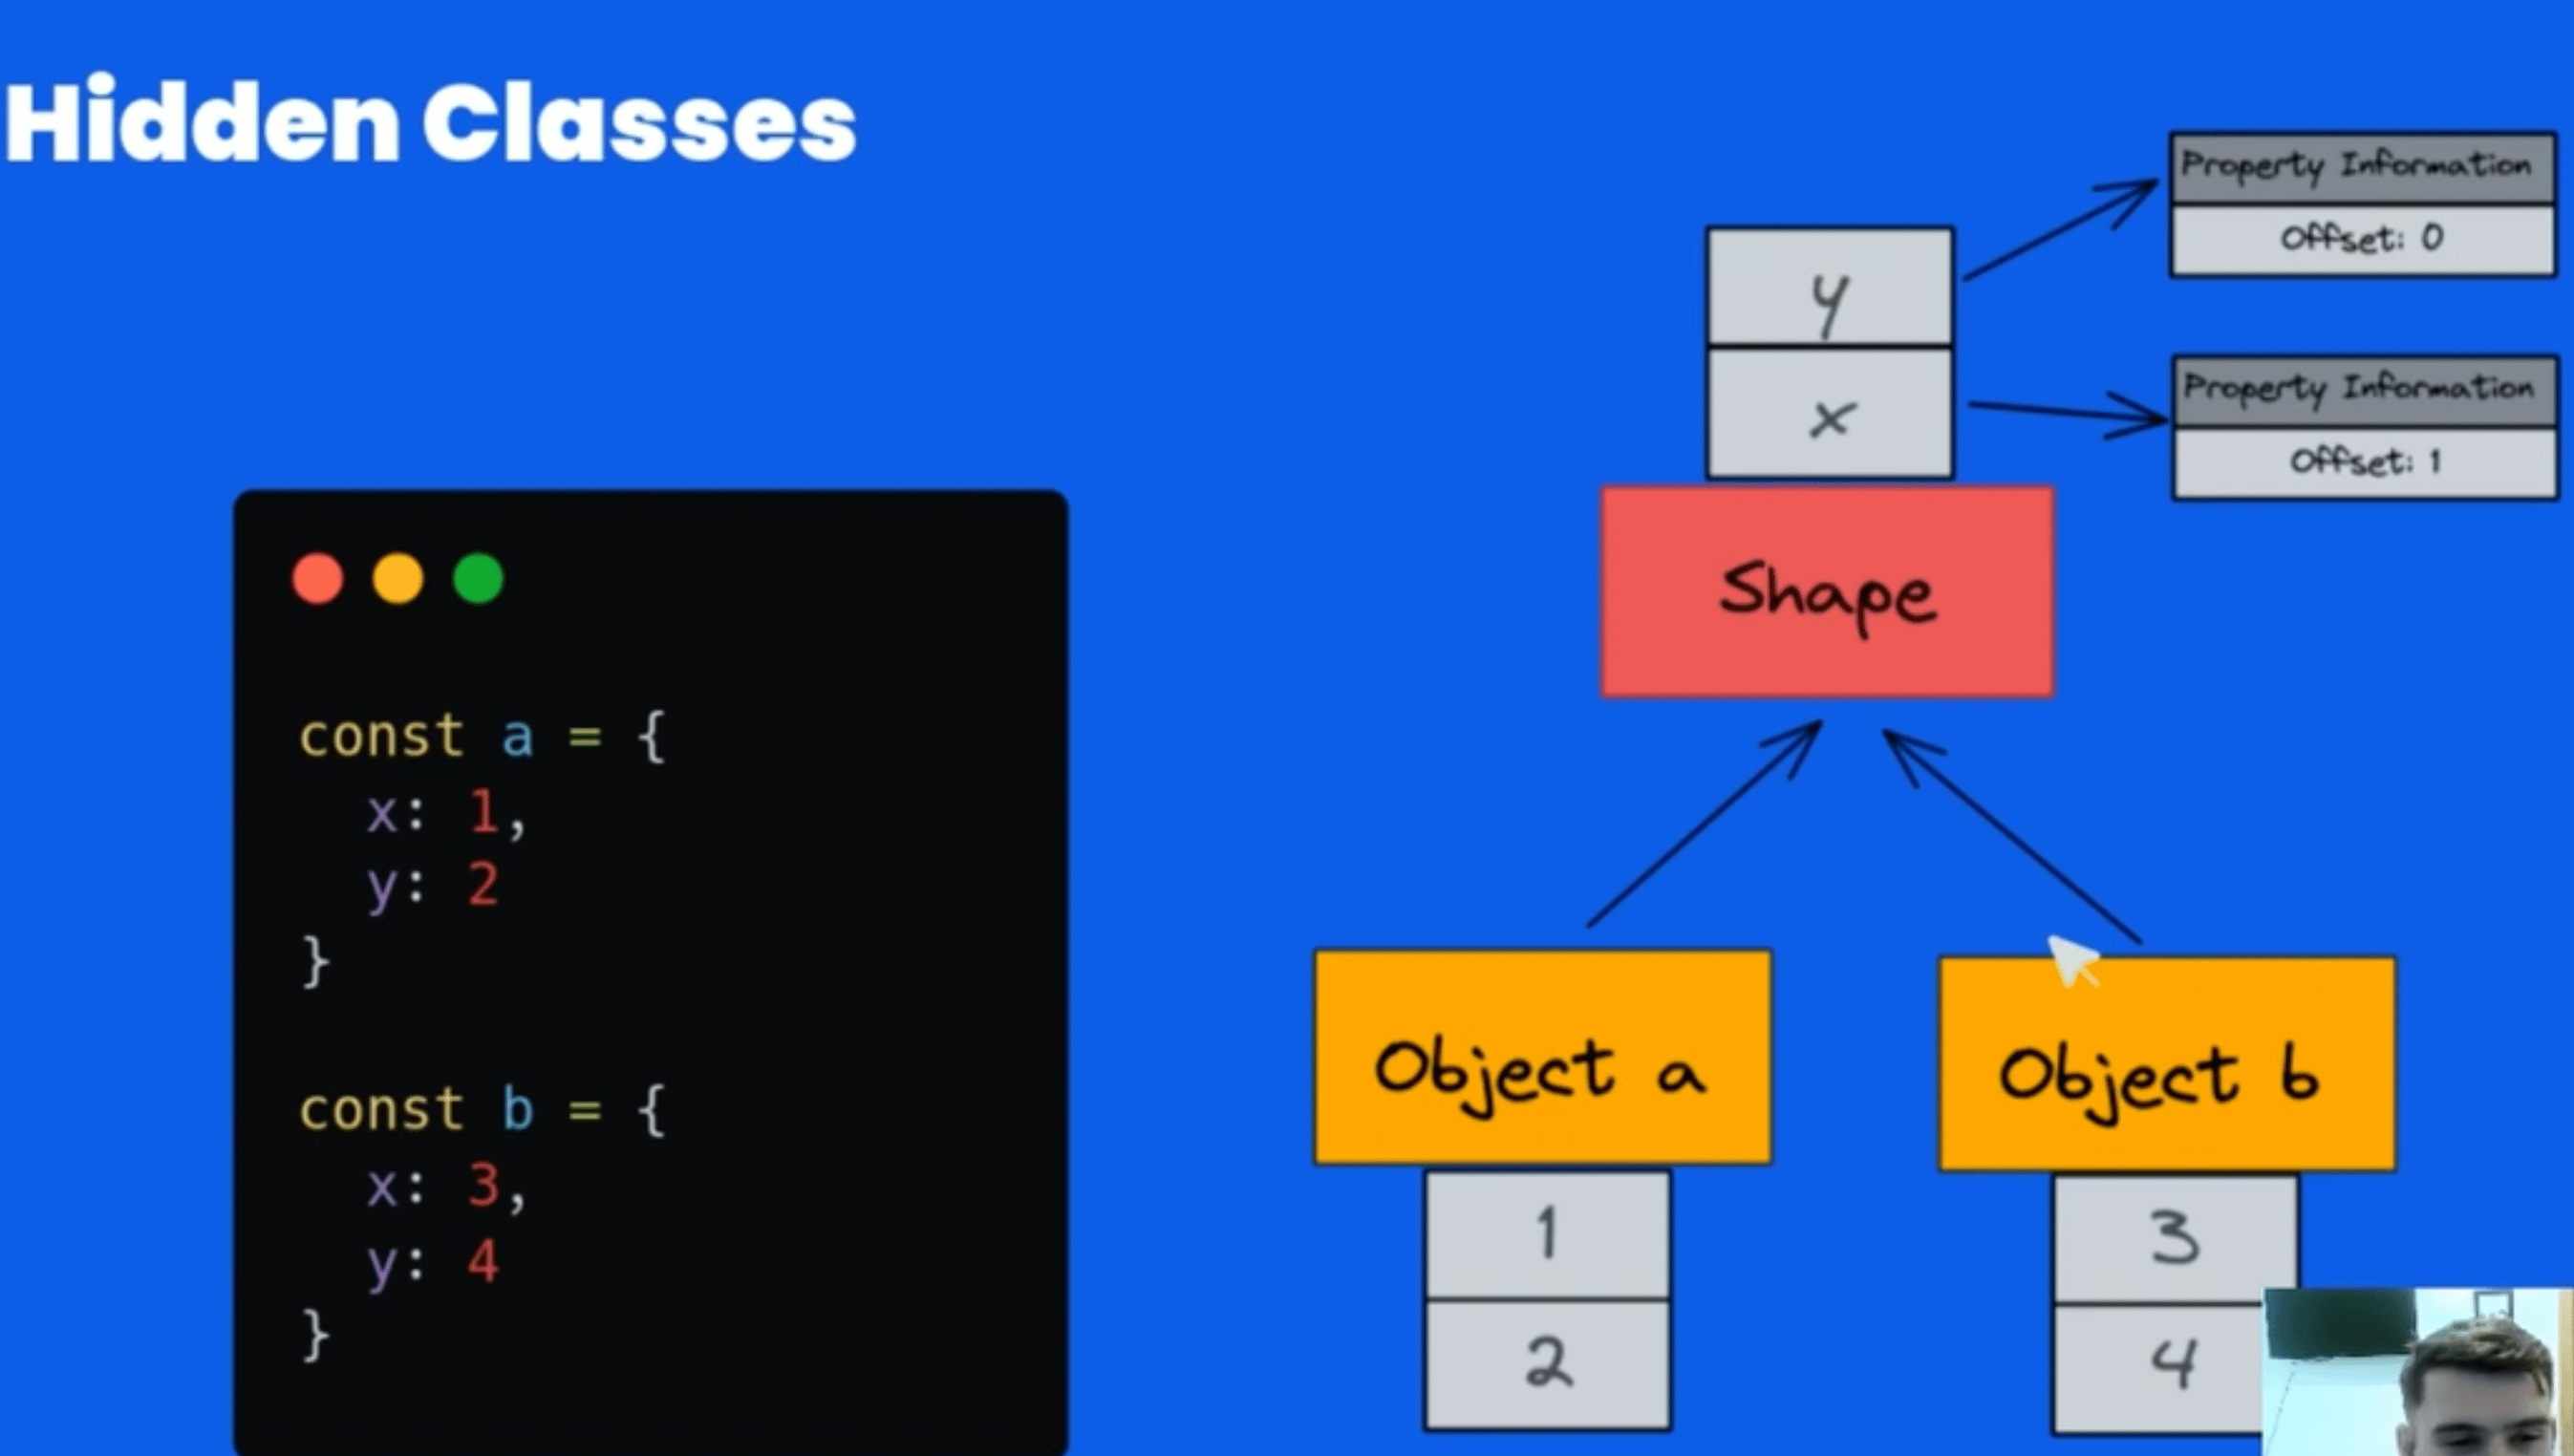 Hidden Classes
const a = {
  x: 1,
  y: 2
}
const b = {
  x: 3,
  y: 4
}
y
x
Property Information
Offset: 0
Property Information
Offset: 1
Shape
Object a
1
2
Object b
3
4